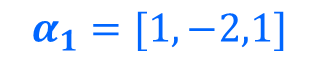 α₁ = [1, −2,1]